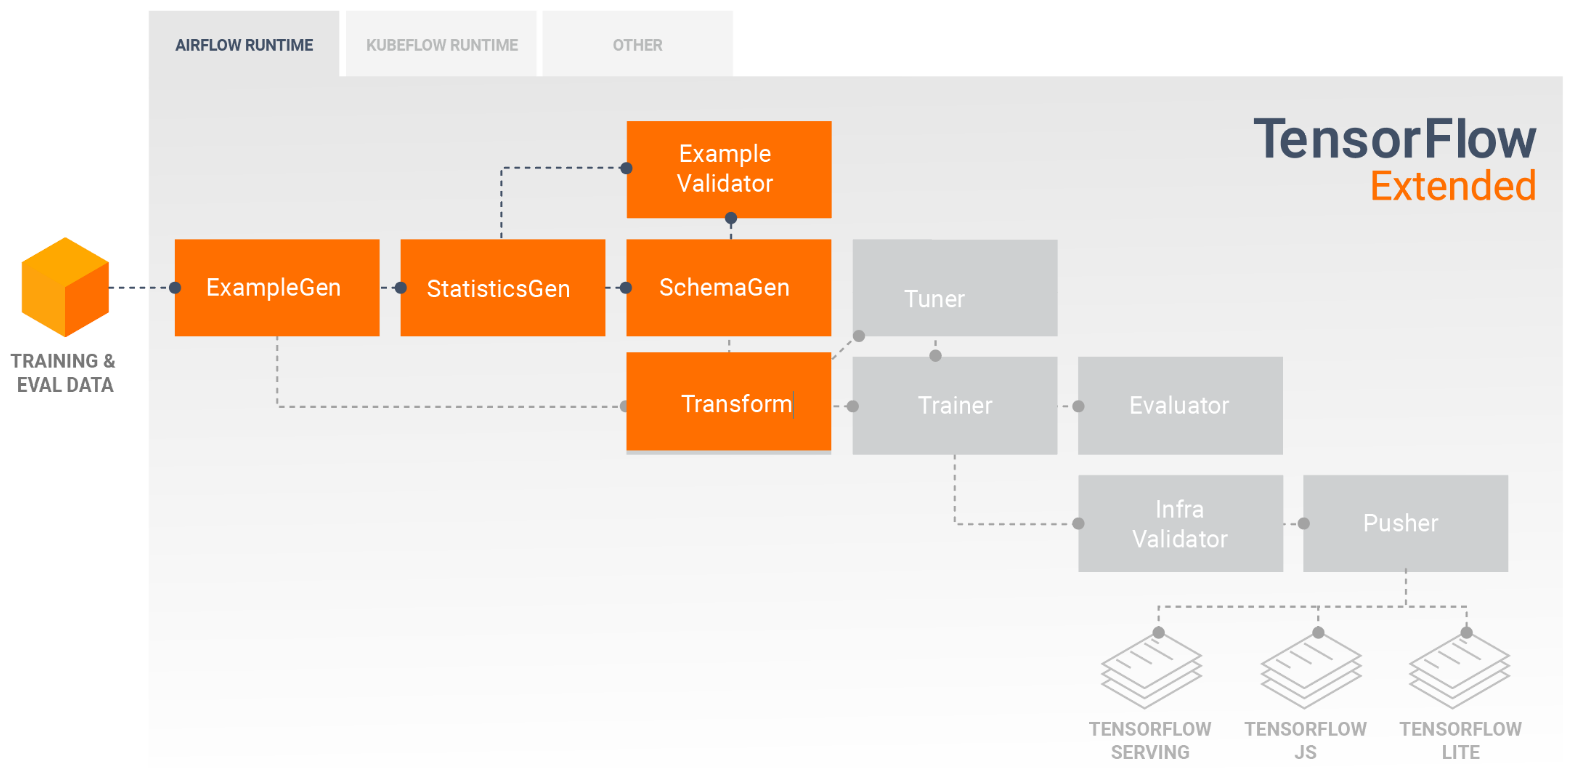 AIRFLOW RUNTIME
KUBEFLOW RUNTIME
OTHER
TensorFlow
Extended
Example
Validator
ExampleGen
StatisticsGen
SchemaGen
Tuner
TRAINING &
EVAL DATA
Transform
Trainer
Evaluator
Infra
Validator
Pusher
TENSORFLOW
SERVING
TENSORFLOW
JS
TENSORFLOW
LITE